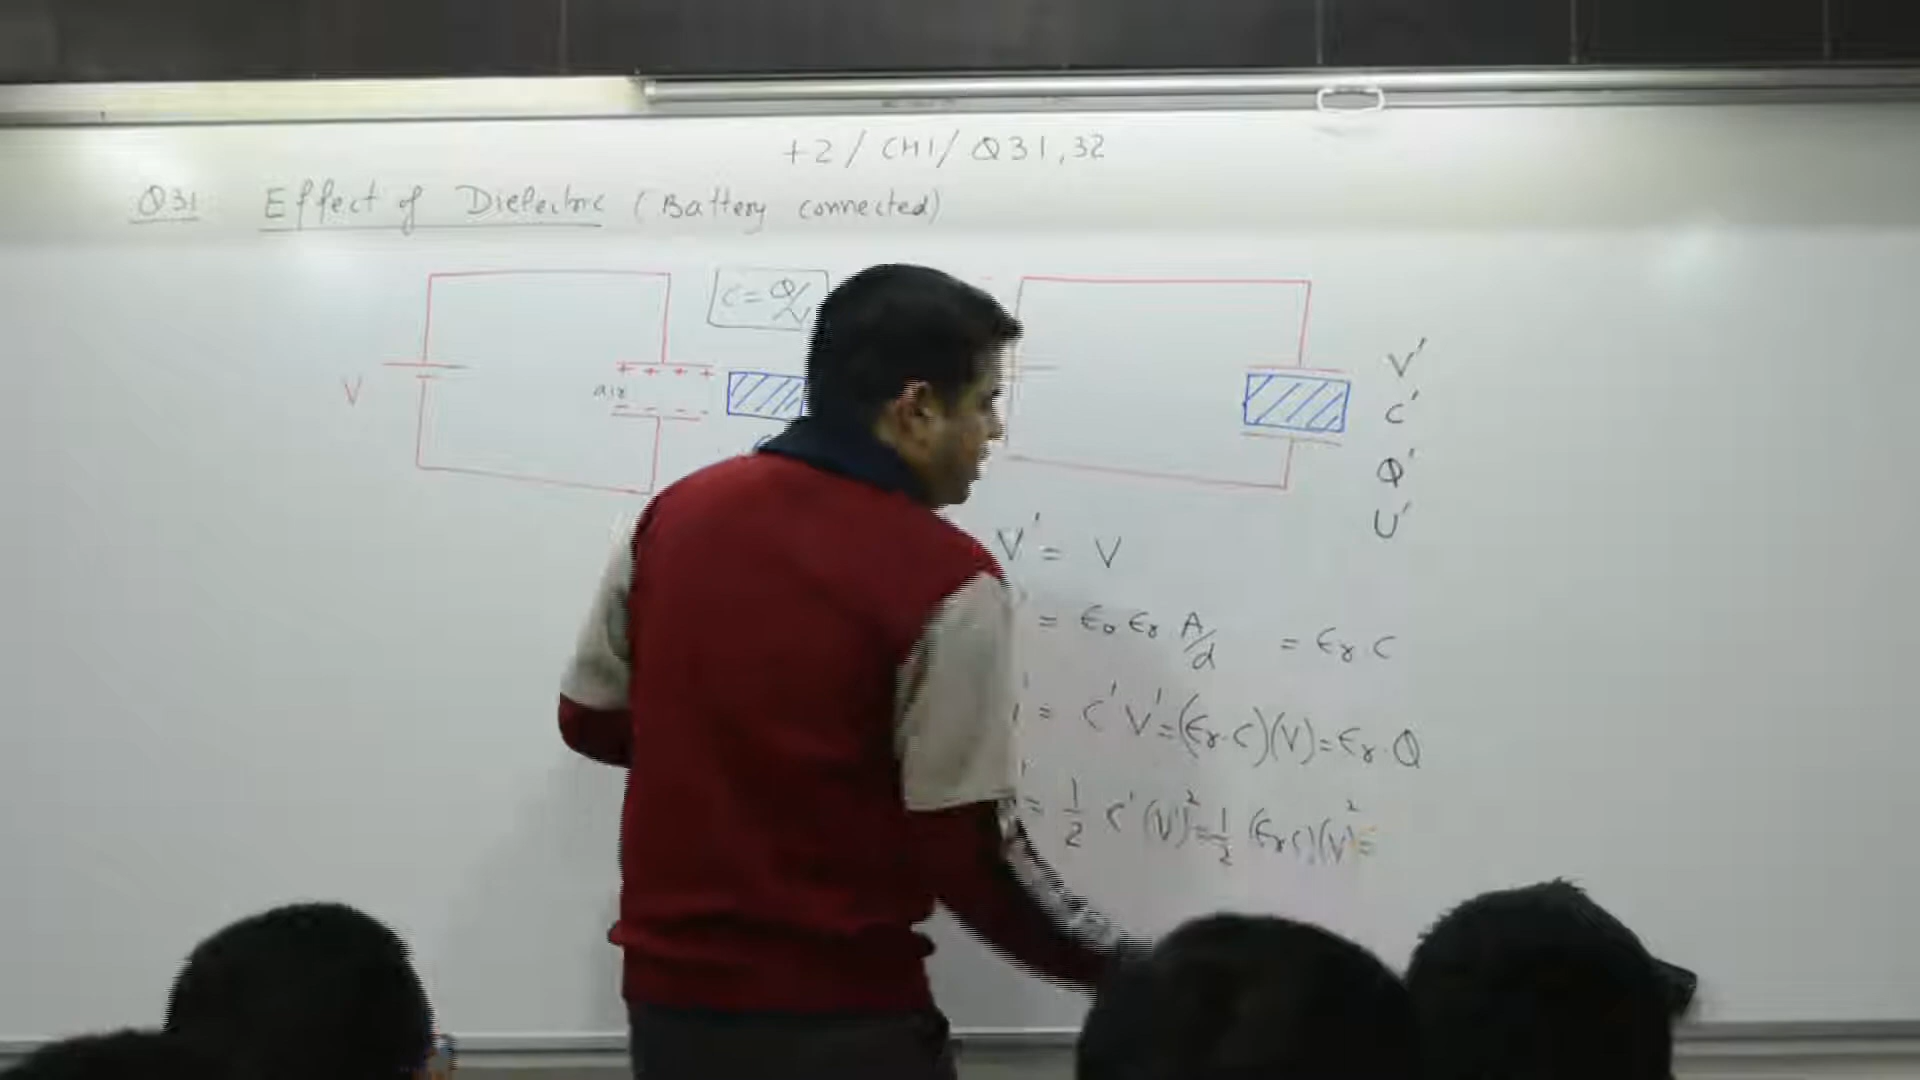 +2 / CH1 / Q31,32
Q31 Effect of Dielectric (Battery connected)
C = Q/V
V
+ + + +
air
- - - -
V'
C'
Q'
U'
V' = V
= ϵ₀ ϵᵣ A/d = ϵᵣ. C
= C' V' = (ϵᵣ. C)(V) = ϵᵣ. Q
= 1/2 C' (V')² = 1/2 (ϵᵣ C)(V)² =